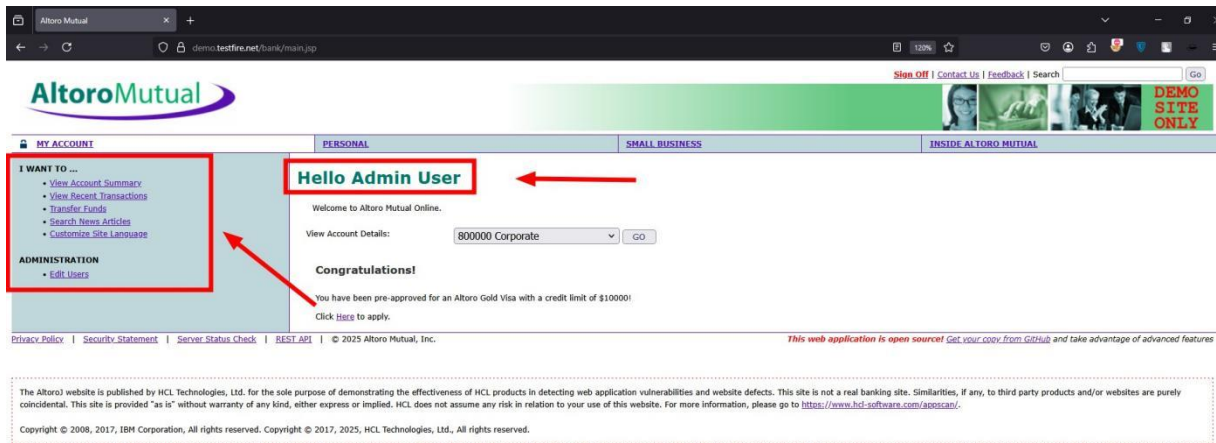 Altoro Mutual
demo.testfire.net/bank/main.jsp
120%
Sign Off | Contact Us | Feedback | Search
Go
AltoroMutual
DEMO
SITE
ONLY
MY ACCOUNT
PERSONAL
SMALL BUSINESS
INSIDE ALTORO MUTUAL
I WANT TO ...
• View Account Summary
• View Recent Transactions
• Transfer Funds
• Search News Articles
• Customize Site Language
ADMINISTRATION
• Edit Users
Hello Admin User
Welcome to Altoro Mutual Online.
View Account Details:
800000 Corporate
GO
Congratulations!
You have been pre-approved for an Altoro Gold Visa with a credit limit of $10000!
Click Here to apply.
Privacy Policy | Security Statement | Server Status Check | REST API | © 2025 Altoro Mutual, Inc.
This web application is open source! Get your copy from GitHub and take advantage of advanced features
The AltoroJ website is published by HCL Technologies, Ltd. for the sole purpose of demonstrating the effectiveness of HCL products in detecting web application vulnerabilities and website defects. This site is not a real banking site. Similarities, if any, to third party products and/or websites are purely
coincidental. This site is provided "as is" without warranty of any kind, either express or implied. HCL does not assume any risk in relation to your use of this website. For more information, please go to https://www.hcl-software.com/appscan/.
Copyright © 2008, 2017, IBM Corporation, All rights reserved. Copyright © 2017, 2025, HCL Technologies, Ltd., All rights reserved.